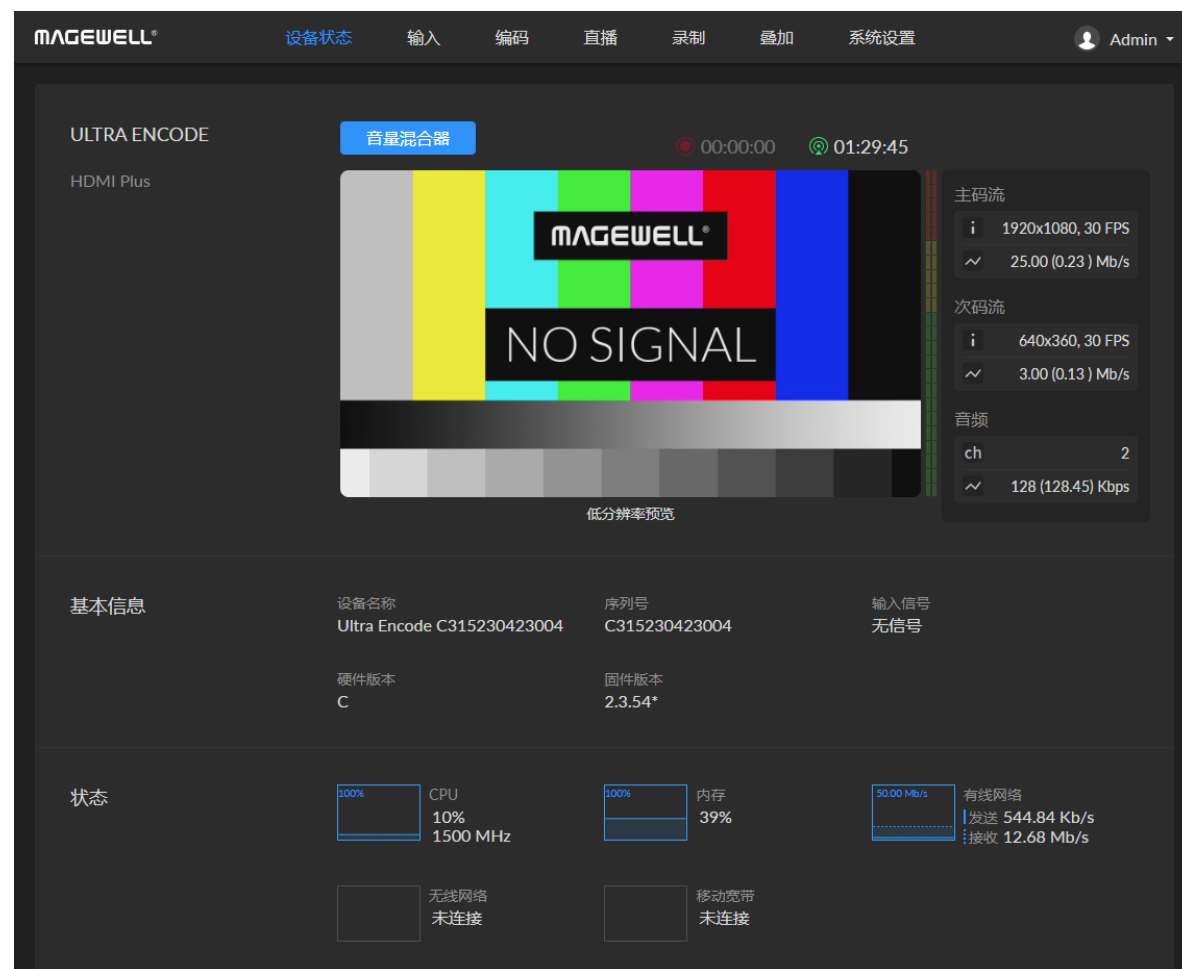 MAGEWELL®
设备状态 输入 编码 直播 录制 叠加 系统设置 Admin
ULTRA ENCODE
HDMI Plus
音量混合器
00:00:00 01:29:45
MAGEWELL®
NO SIGNAL
低分辨率预览
主码流
i 1920x1080, 30 FPS
25.00 (0.23 ) Mb/s
次码流
i 640x360, 30 FPS
3.00 (0.13 ) Mb/s
音频
ch 2
128 (128.45) Kbps
基本信息
设备名称 序列号 输入信号
Ultra Encode C315230423004 C315230423004 无信号
硬件版本 固件版本
C 2.3.54*
状态
100% CPU
10%
1500 MHz
100% 内存
39%
50.00 Mb/s 有线网络
发送 544.84 Kb/s
接收 12.68 Mb/s
无线网络
未连接
移动宽带
未连接